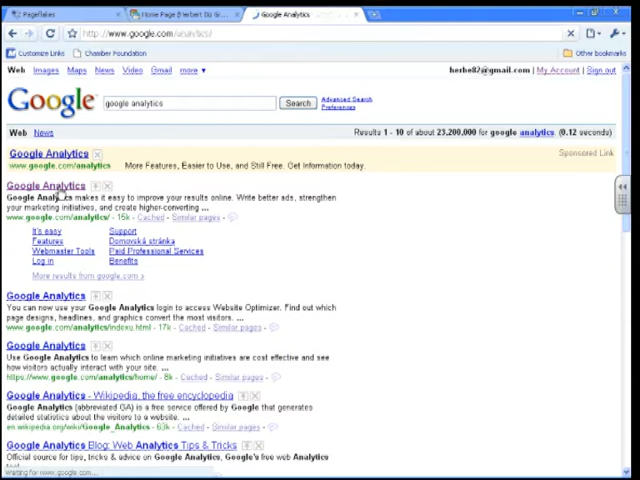 Pageflakes
Home Page (Herbert Du Gr...
Google Analytics
http://www.google.com/analytics/
Customize Links
Chamber Foundation
Other bookmarks
Web Images Maps News Video Gmail more ▼
herbe82@gmail.com | My Account | Sign out
Google
google analytics
Search
Advanced Search
Preferences
Web News
Results 1 - 10 of about 23,200,000 for google analytics. (0.12 seconds)
Google Analytics
Sponsored Link
www.google.com/analytics More Features, Easier to Use, and Still Free. Get Information today.
Google Analytics
Google Analytics makes it easy to improve your results online. Write better ads, strengthen
your marketing initiatives, and create higher-converting ...
www.google.com/analytics/ - 15k - Cached - Similar pages -
It's easy Support
Features Domovská stránka
Webmaster Tools Paid Professional Services
Log in Benefits
More results from google.com »
Google Analytics
You can now use your Google Analytics login to access Website Optimizer. Find out which
page designs, headlines, and graphics convert the most visitors. ...
www.google.com/analytics/indexu.html - 17k - Cached - Similar pages -
Google Analytics
Use Google Analytics to learn which online marketing initiatives are cost effective and see
how visitors actually interact with your site. ...
https://www.google.com/analytics/home/ - 8k - Cached - Similar pages -
Google Analytics - Wikipedia, the free encyclopedia
Google Analytics (abbreviated GA) is a free service offered by Google that generates
detailed statistics about the visitors to a website. ...
en.wikipedia.org/wiki/Google_Analytics - 63k - Cached - Similar pages -
Google Analytics Blog: Web Analytics Tips & Tricks
Official source for tips, tricks & advice on Google Analytics, Google's free web Analytics
tool.
Waiting for www.google.com...